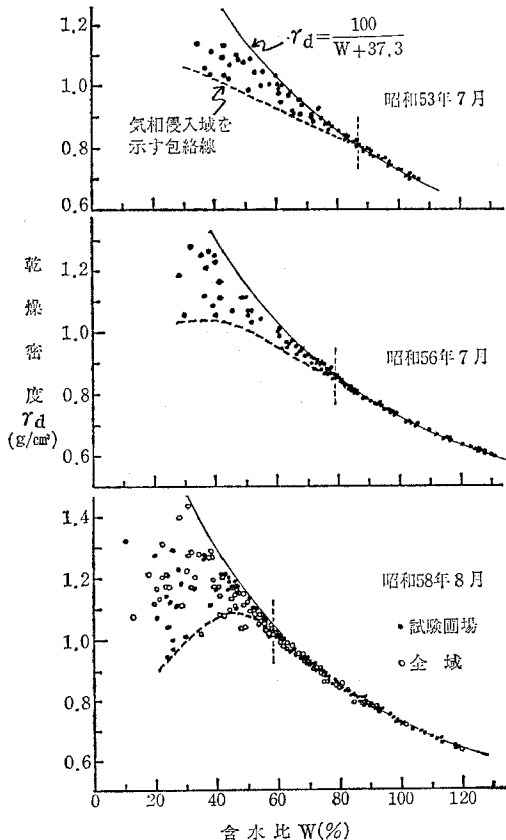 1.2
1.0
0.8
0.6
γd = 100 / W+37.3
昭和53年7月
気相侵入域を
示す包絡線
1.2
1.0
0.8
0.6
昭和56年7月
乾燥密度
γd
(g/cm³)
1.4
1.2
1.0
0.8
0.6
昭和58年8月
• 試験圃場
○ 全域
0 20 40 60 80 100 120
含水比 W(%)